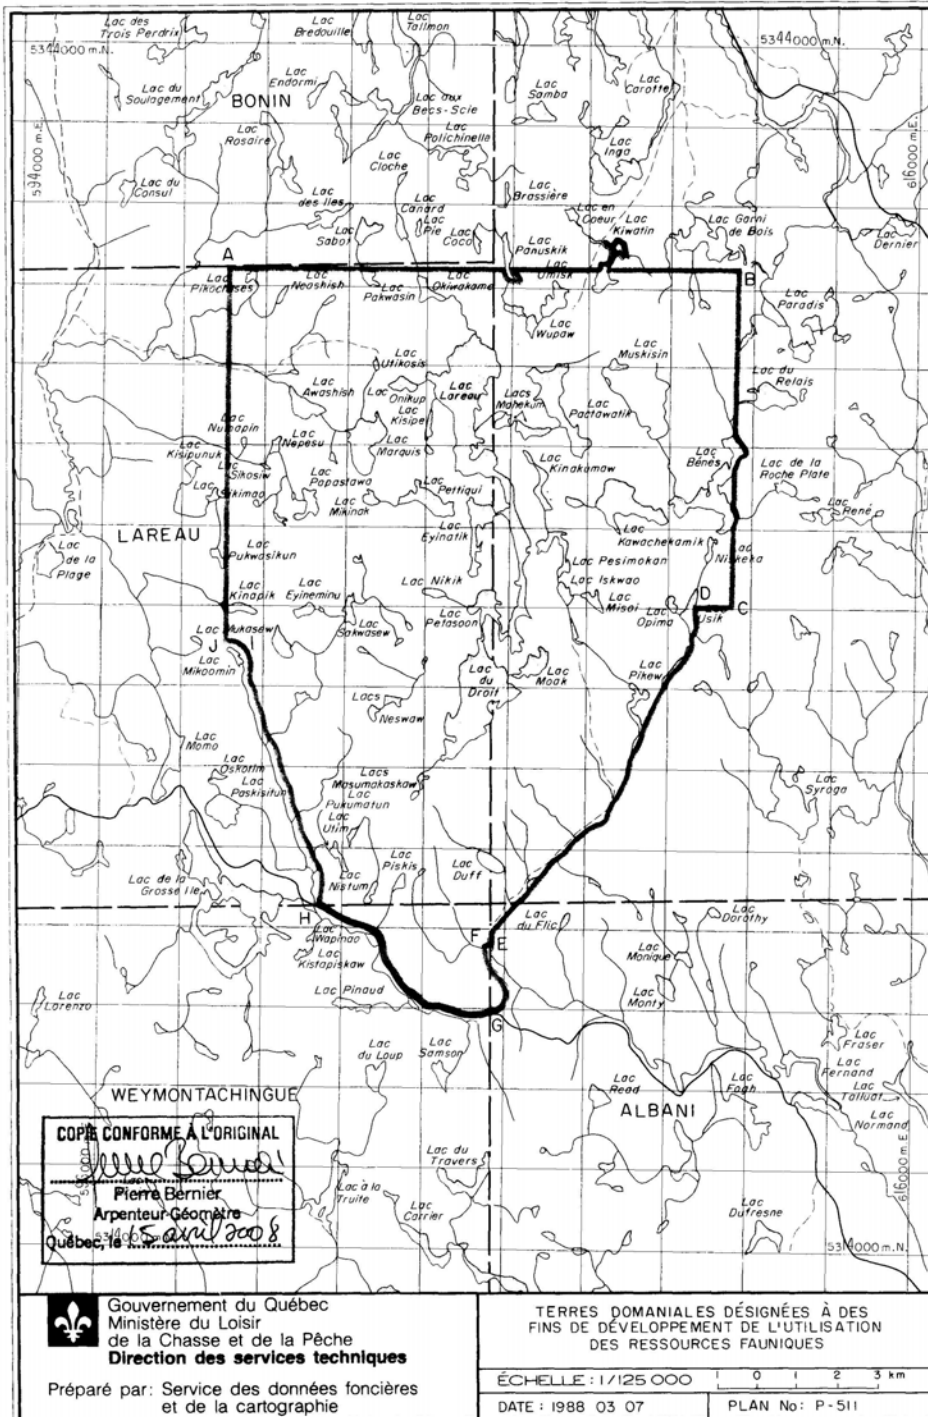 Lac des
Trois Perdrix
Lac
Bredouille
Lac
Tallmon
5344000 m.N.
5344000 m.N.
Lac
Endormi
Lac du
Soulagement
BONIN
Lac aux
Becs-Scie
Lac
Samba
Lac
Carotte
Lac
Rosaire
Lac
Polichinelle
Lac
Inga
594000 m.E.
616000 m.E.
Lac
Cloche
Lac du
Consul
Lac
des Iles
Lac
Canard
Lac
Brassière
Lac
Pie
Lac en
Coeur
Lac
Kiwatin
Lac Garni
de Bois
Lac
Sabot
Lac
Coco
Lac
Panuskik
Lac
Dernier
A
Lac
Pikochises
Lac
Neashish
Lac
Pakwasin
Lac
Okiwakame
Lac
Umisk
B
Lac
Paradis
Lac
Wupaw
Lac
Muskisin
Lac
Utikosis
Lac du
Relais
Lac
Awashish
Lac
Onikup
Lac
Lareau
Lacs
Mahekum
Lac
Pactawatik
Lac
Kisipel
Lac
Nepesu
Lac
Marquis
Lac
Kisipunuk
Lac
Sikosiw
Lac
Papastawa
Lac
Kinakamaw
Lac
Bénès
Lac de la
Roche Plate
Lac
Sikimao
Lac
Mikinak
Lac
Pettiqui
Lac
René
LAREAU
Lac
Eyinatik
Lac
Kawachekamik
Lac
de la
Plage
Lac
Pukwasikun
Lac Pesimokan
Lac
Niskeka
Lac
Kinapik
Lac
Eyineminu
Lac Nikik
Lac Iskwao
D
Lac
Misoi
Lac
Opima
Usik
C
Lac
Sakwasew
Lac
Petasoon
Lac Mukasew
J
Lac
Mikoomin
Lac
du
Droit
Lac
Moak
Lac
Pikew
Lacs
Neswaw
Lac
Momo
Lac
Oskotim
Lac
Paskisitun
Lacs
Masumakaskaw
Lac
Pukumatun
Lac
Syroga
Lac
Utim
Lac
Piskis
Lac
Duff
Lac de la
Grosse Ile
Lac
Nistum
H
Lac
Wapinao
F
E
Lac
du Flic
Lac
Dorothy
Lac
Kistapiskaw
Lac
Monique
Lac Pinaud
Lac
Monty
Lac
Lorenzo
G
Lac
du Loup
Lac
Samson
Lac
Fraser
Lac
Fernand
WEYMONTACHINGUE
Lac
Read
Lac
Fogh
Lac
Talluat
ALBANI
Lac
Normand
COPIE CONFORME À L'ORIGINAL
Pierre Bernier
Arpenteur-Géomètre
Québec, le 15 avril 2008
Lac du
Travers
Lac à la
Truite
Lac
Carrier
616000 m E.
Lac
Dufresne
5314000 m.N.
5314000 m.N.
Gouvernement du Québec
Ministère du Loisir
de la Chasse et de la Pêche
Direction des services techniques
Préparé par: Service des données foncières
et de la cartographie
TERRES DOMANIALES DÉSIGNÉES À DES
FINS DE DÉVELOPPEMENT DE L'UTILISATION
DES RESSOURCES FAUNIQUES
ÉCHELLE : 1/125 000
1 0 1 2 3 km
DATE : 1988 03 07
PLAN No: P-511